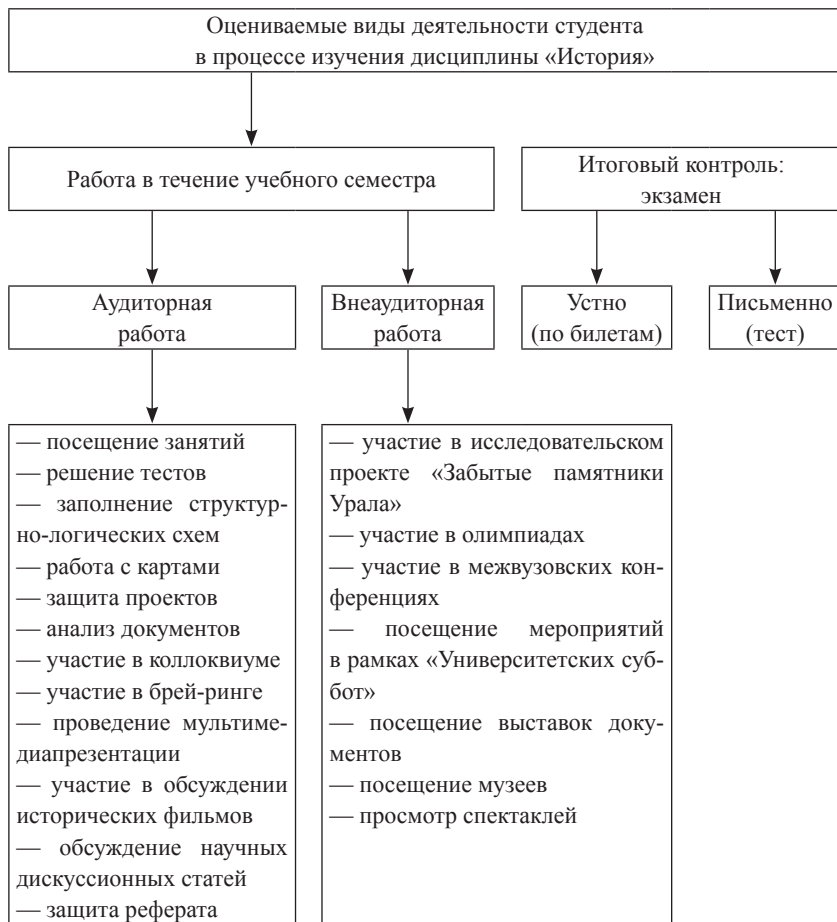 Оцениваемые виды деятельности студента
в процессе изучения дисциплины «История»
Работа в течение учебного семестра
Итоговый контроль:
экзамен
Аудиторная
работа
Внеаудиторная
работа
Устно
(по билетам)
Письменно
(тест)
— посещение занятий
— решение тестов
— заполнение структур-
но-логических схем
— работа с картами
— защита проектов
— анализ документов
— участие в коллоквиуме
— участие в брей-ринге
— проведение мультиме-
диапрезентации
— участие в обсуждении
исторических фильмов
— обсуждение научных
дискуссионных статей
— защита реферата
— участие в исследовательском
проекте «Забытые памятники
Урала»
— участие в олимпиадах
— участие в межвузовских кон-
ференциях
— посещение мероприятий
в рамках «Университетских суб-
бот»
— посещение выставок доку-
ментов
— посещение музеев
— просмотр спектаклей